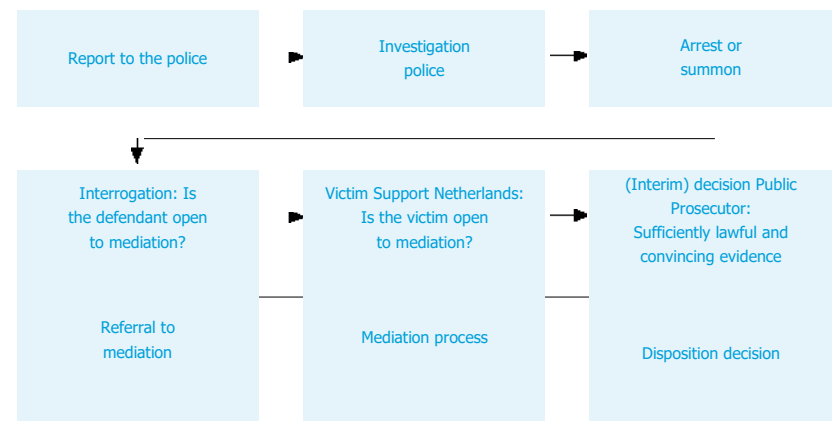 Report to the police
Investigation
police
Arrest or
summon
Interrogation: Is
the defendant open
to mediation?
Victim Support Netherlands:
Is the victim open
to mediation?
(Interim) decision Public
Prosecutor:
Sufficiently lawful and
convincing evidence
Referral to
mediation
Mediation process
Disposition decision